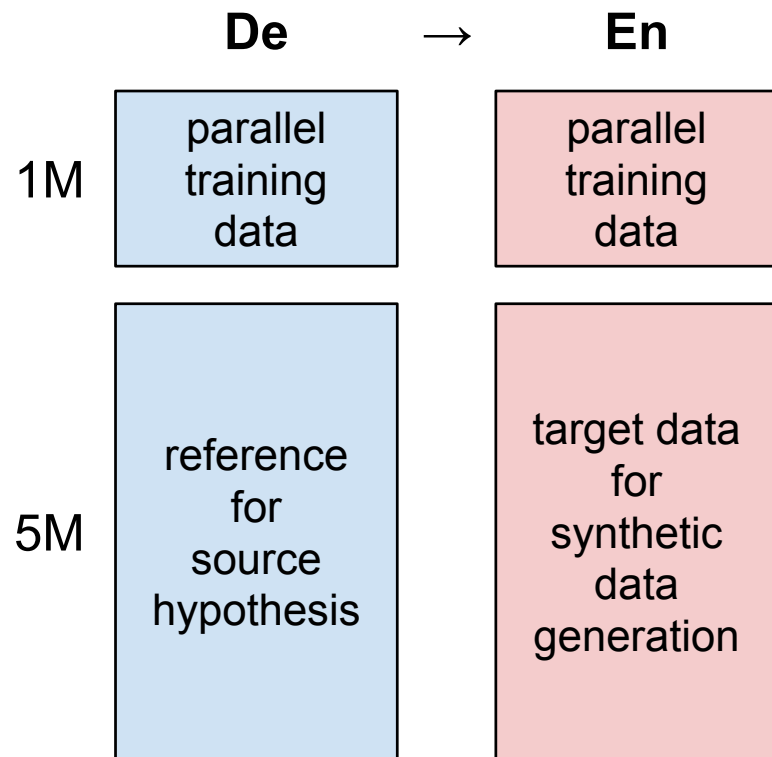 De → En
1M
parallel
training
data
parallel
training
data
5M
reference
for
source
hypothesis
target data
for
synthetic
data
generation